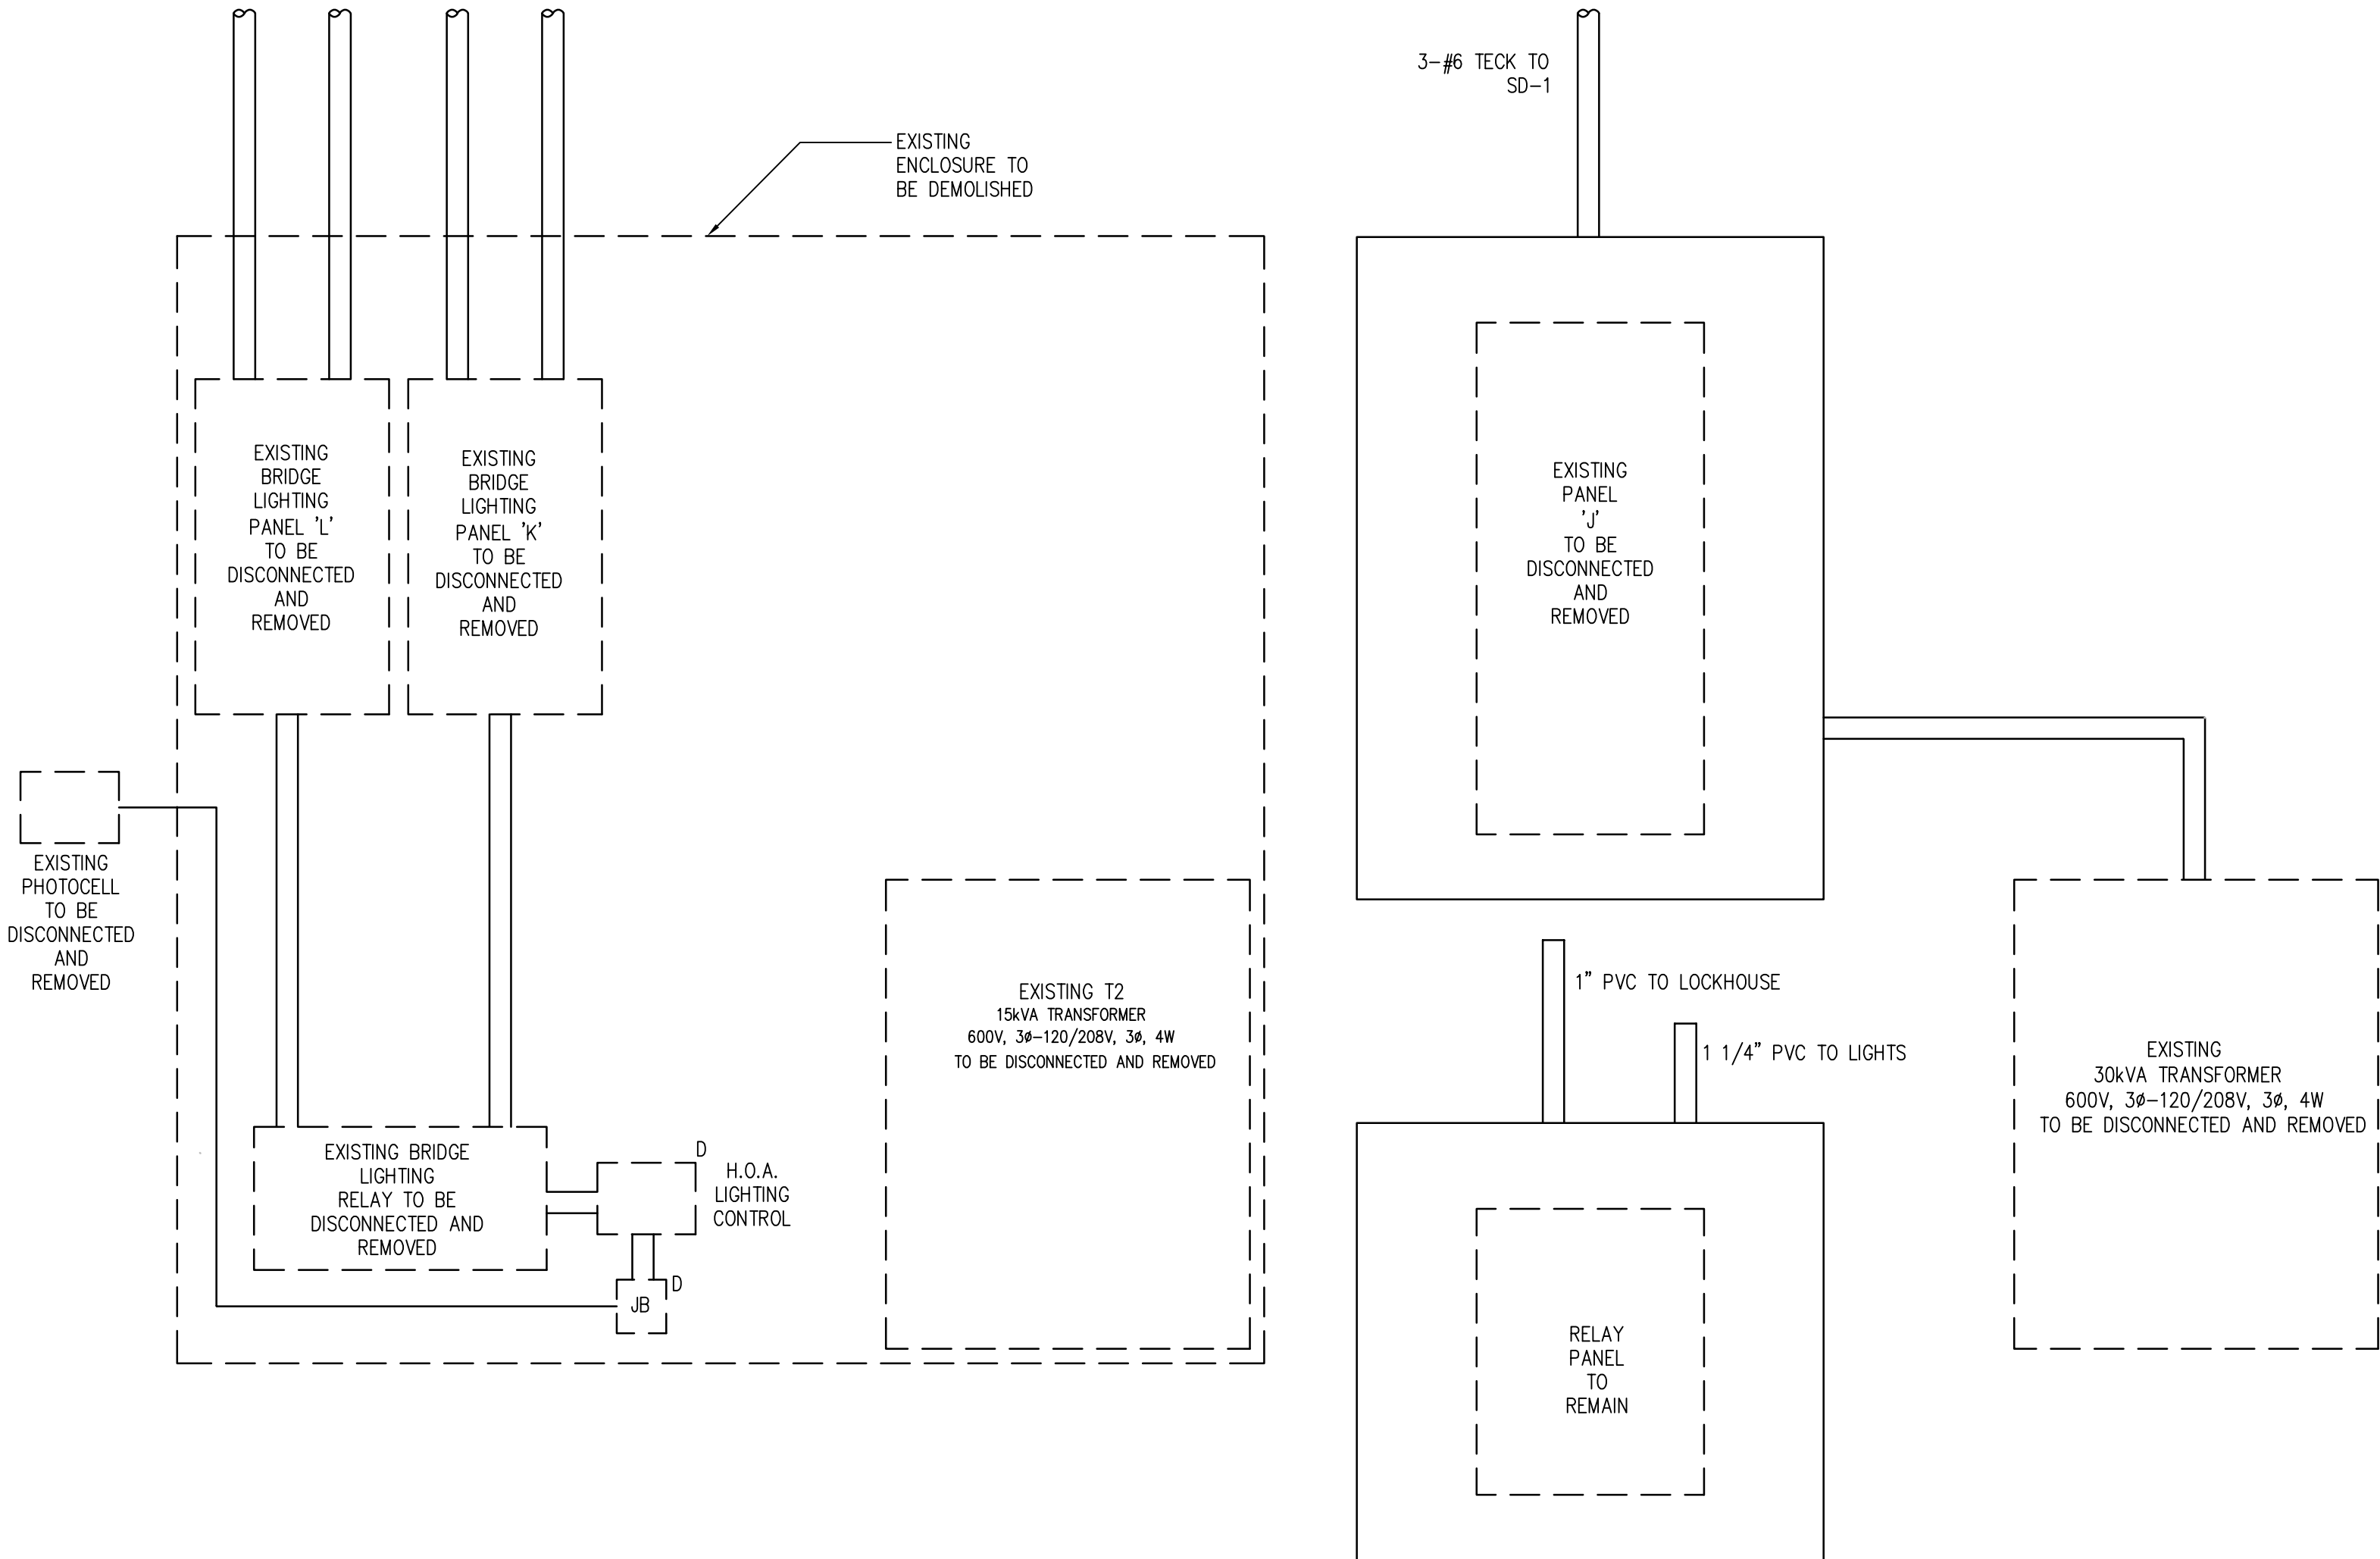 3-#6 TECK TO
SD-1
EXISTING
ENCLOSURE TO
BE DEMOLISHED
EXISTING
BRIDGE
LIGHTING
PANEL 'L'
TO BE
DISCONNECTED
AND
REMOVED
EXISTING
BRIDGE
LIGHTING
PANEL 'K'
TO BE
DISCONNECTED
AND
REMOVED
EXISTING
PANEL
'J'
TO BE
DISCONNECTED
AND
REMOVED
EXISTING
PHOTOCELL
TO BE
DISCONNECTED
AND
REMOVED
EXISTING T2
15kVA TRANSFORMER
600V, 3ø-120/208V, 3ø, 4W
TO BE DISCONNECTED AND REMOVED
1" PVC TO LOCKHOUSE
1 1/4" PVC TO LIGHTS
EXISTING
30kVA TRANSFORMER
600V, 3ø-120/208V, 3ø, 4W
TO BE DISCONNECTED AND REMOVED
EXISTING BRIDGE
LIGHTING
RELAY TO BE
DISCONNECTED AND
REMOVED
D
H.O.A.
LIGHTING
CONTROL
D
JB
RELAY
PANEL
TO
REMAIN